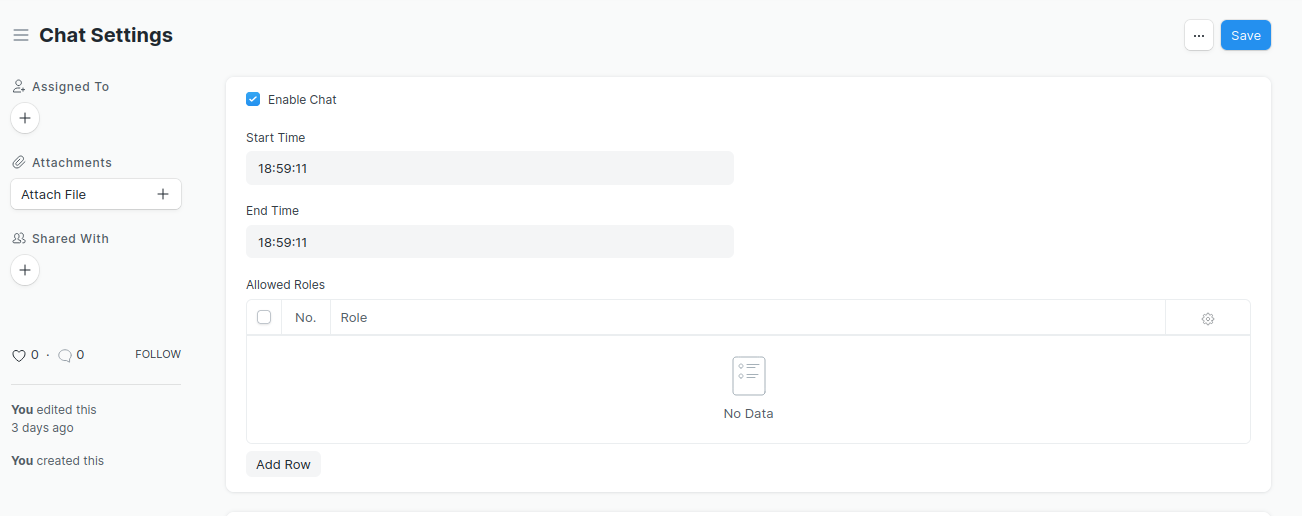 Chat Settings
...
Save
Assigned To
Attachments
Attach File
Shared With
0 · 0 FOLLOW
You edited this
3 days ago
You created this
Enable Chat
Start Time
18:59:11
End Time
18:59:11
Allowed Roles
No. Role
No Data
Add Row